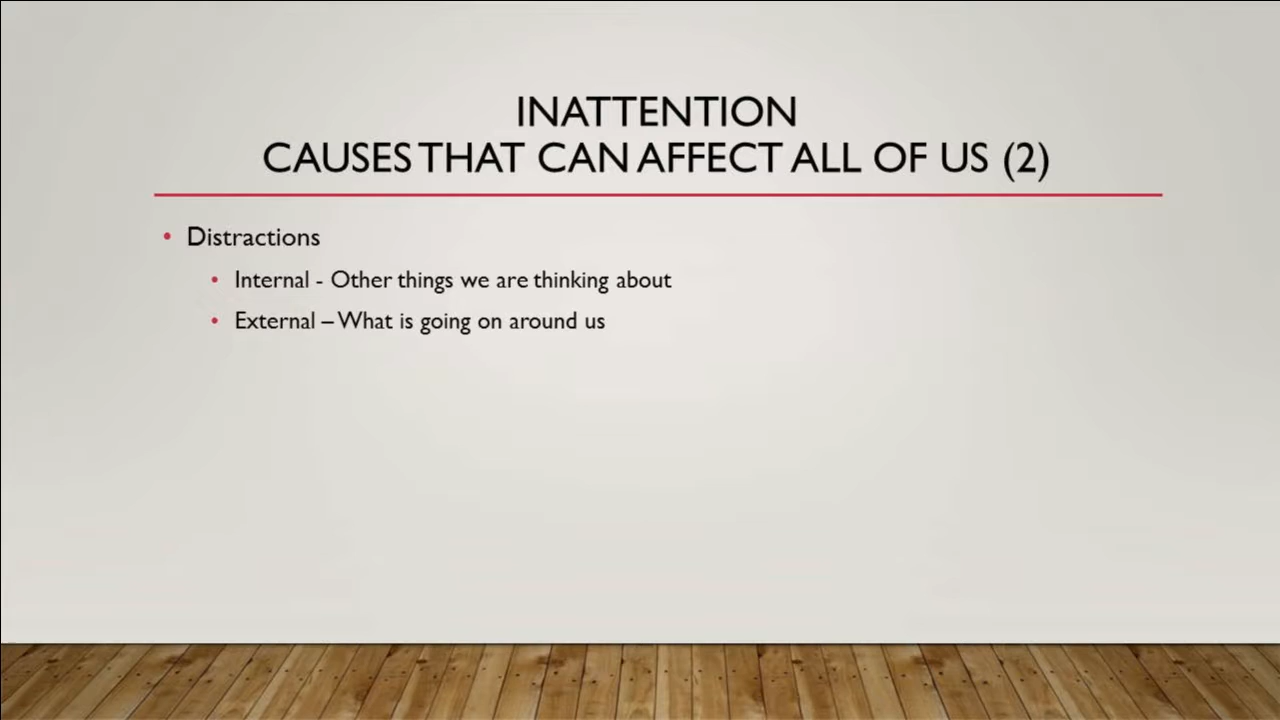 INATTENTION
CAUSES THAT CAN AFFECT ALL OF US (2)
• Distractions
• Internal - Other things we are thinking about
• External – What is going on around us